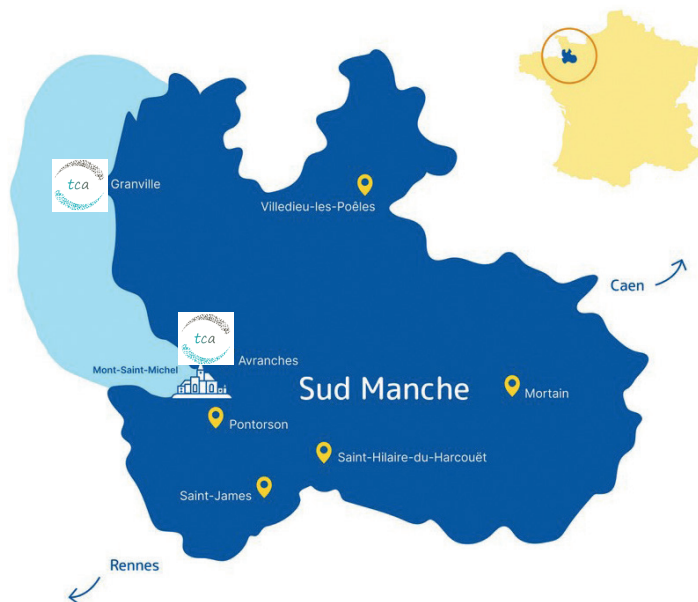 tca
Granville
Villedieu-les-Poêles
Caen
tca
Mont-Saint-Michel
Avranches
Sud Manche
Mortain
Pontorson
Saint-Hilaire-du-Harcouët
Saint-James
Rennes